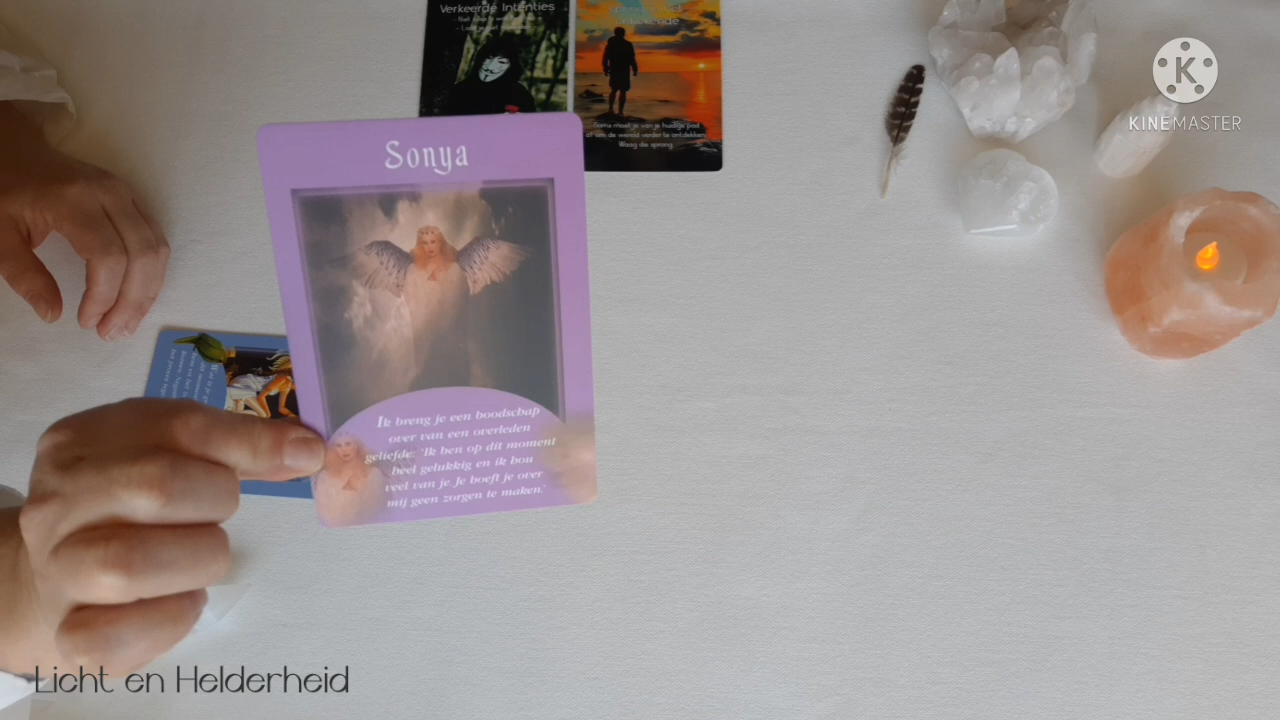 Verkeerde Intenties
Soms moet je van je huidige pad
af om de wereld verder te ontdekken.
Waag die sprong.
KINEMASTER
Sonya
Ik breng je een boodschap
over van een overleden
geliefde: 'Ik ben op dit moment
heel gelukkig en ik hou
veel van je. Je hoeft je over
mij geen zorgen te maken.'
Licht en Helderheid